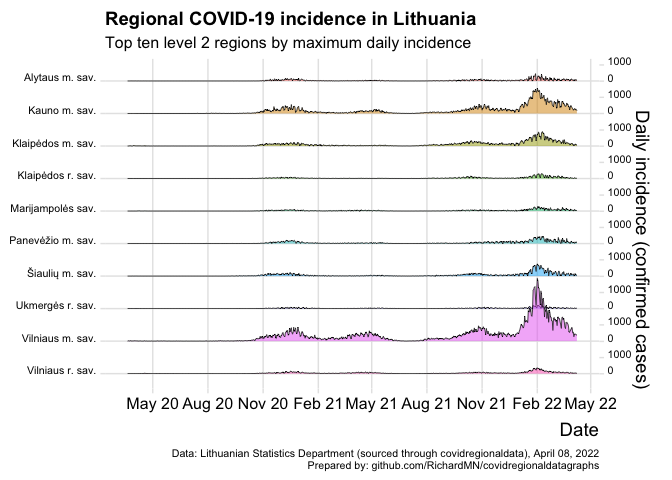 Regional COVID-19 incidence in Lithuania
Top ten level 2 regions by maximum daily incidence
Alytaus m. sav.
1000
0
Kauno m. sav.
1000
0
Klaipėdos m. sav.
1000
0
Klaipėdos r. sav.
1000
0
Marijampolės sav.
1000
0
Panevėžio m. sav.
1000
0
Šiaulių m. sav.
1000
0
Ukmergės r. sav.
1000
0
Vilniaus m. sav.
1000
0
Vilniaus r. sav.
1000
0
Daily incidence (confirmed cases)
May 20 Aug 20 Nov 20 Feb 21 May 21 Aug 21 Nov 21 Feb 22 May 22
Date
Data: Lithuanian Statistics Department (sourced through covidregionaldata), April 08, 2022
Prepared by: github.com/RichardMN/covidregionaldatagraphs